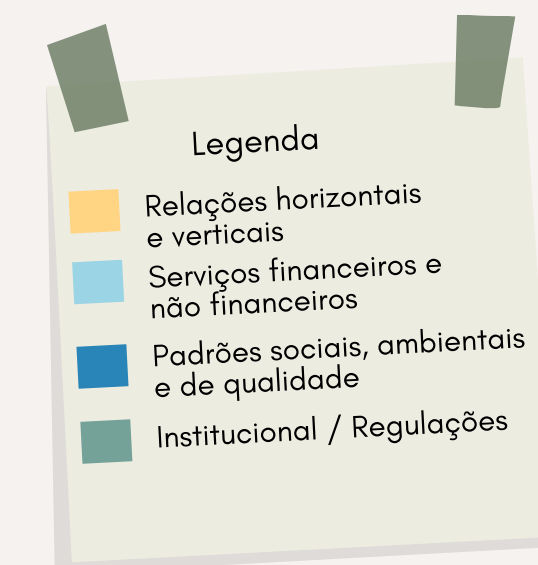 Legenda
Relações horizontais
e verticais
Serviços financeiros e
não financeiros
Padrões sociais, ambientais
e de qualidade
Institucional / Regulações